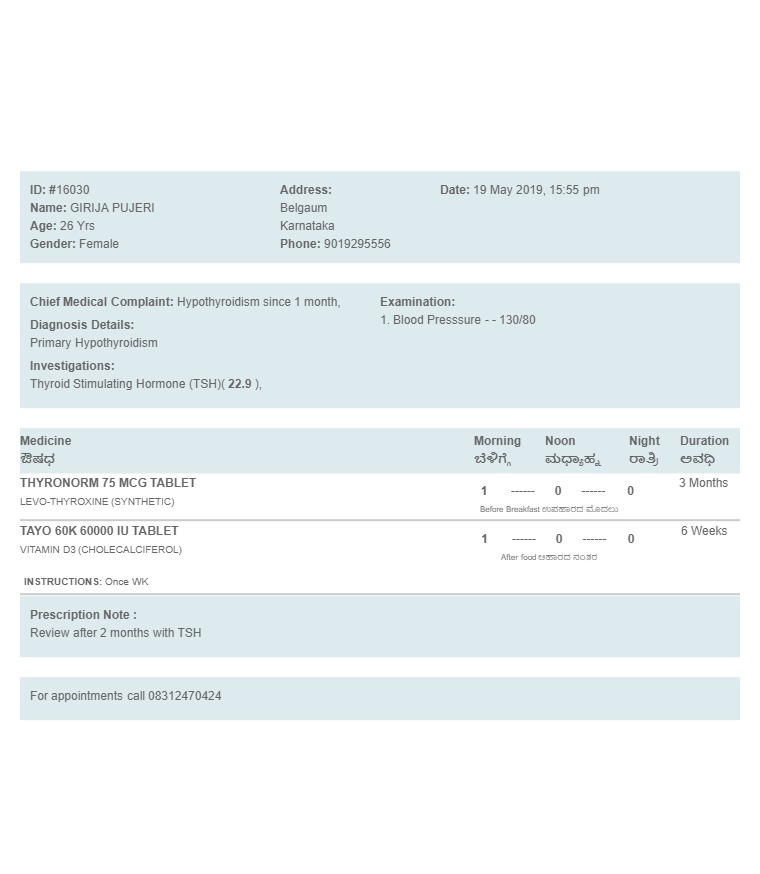 ID: #16030
Name: GIRIJA PUJERI
Age: 26 Yrs
Gender: Female
Address:
Belgaum
Karnataka
Phone: 9019295556
Date: 19 May 2019, 15:55 pm
Chief Medical Complaint: Hypothyroidism since 1 month,
Diagnosis Details:
Primary Hypothyroidism
Investigations:
Thyroid Stimulating Hormone (TSH)( 22.9 ),
Examination:
1. Blood Presssure - - 130/80
Medicine Morning Noon Night Duration
ಔಷಧ ಬೆಳಿಗ್ಗೆ ಮಧ್ಯಾಹ್ನ ರಾತ್ರಿ ಅವಧಿ
THYRONORM 75 MCG TABLET 1 ------ 0 ------ 0 3 Months
LEVO-THYROXINE (SYNTHETIC) Before Breakfast ಉಪಹಾರದ ಮೊದಲು
TAYO 60K 60000 IU TABLET 1 ------ 0 ------ 0 6 Weeks
VITAMIN D3 (CHOLECALCIFEROL) After food ಆಹಾರದ ನಂತರ
INSTRUCTIONS: Once WK
Prescription Note :
Review after 2 months with TSH
For appointments call 08312470424